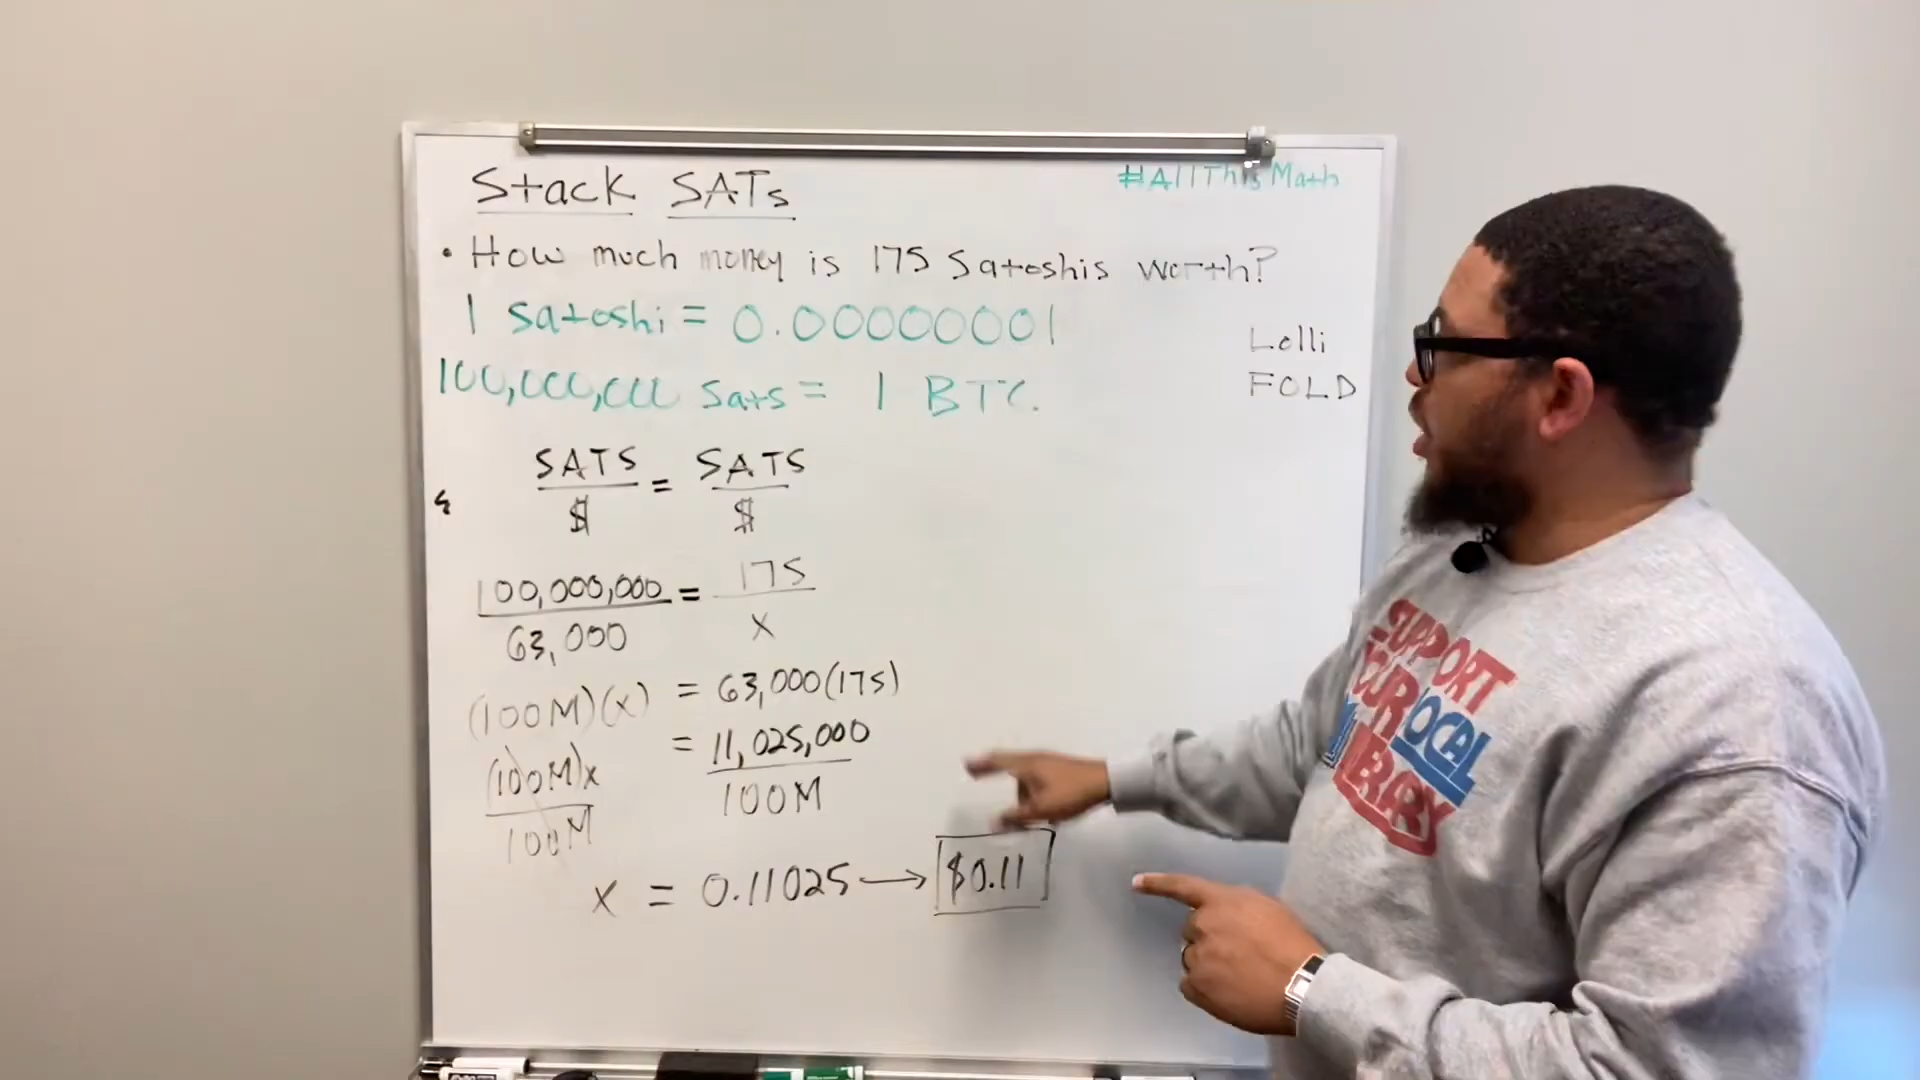 Stack SATs
#AllThisMath
• How much money is 175 Satoshis worth?
1 Satoshi = 0.00000001
100,000,000 Sats = 1 BTC.
Lolli
FOLD
SATS = SATS
$ $
100,000,000 = 175
63,000 x
(100M)(x) = 63,000(175)
(100M)x = 11,025,000
100M 100M
x = 0.11025 → $0.11
SUPPORT
YOUR LOCAL